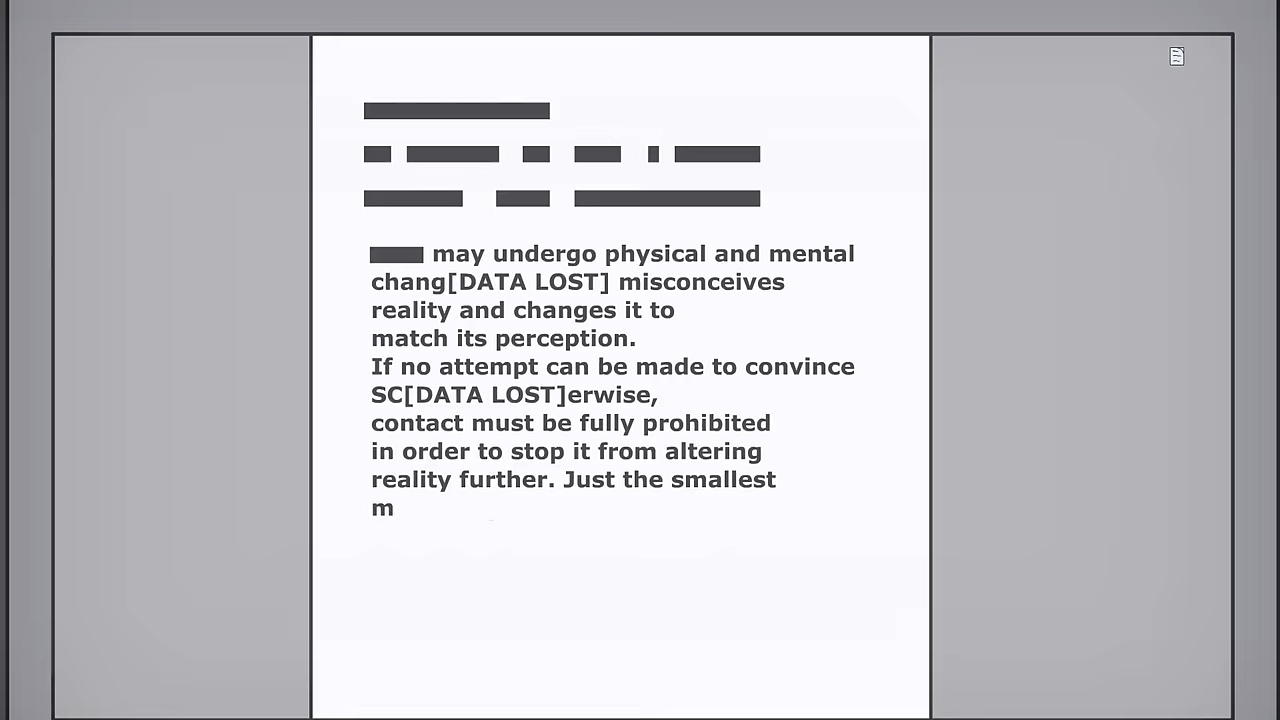 may undergo physical and mental
chang[DATA LOST] misconceives
reality and changes it to
match its perception.
If no attempt can be made to convince
SC[DATA LOST]erwise,
contact must be fully prohibited
in order to stop it from altering
reality further. Just the smallest
m